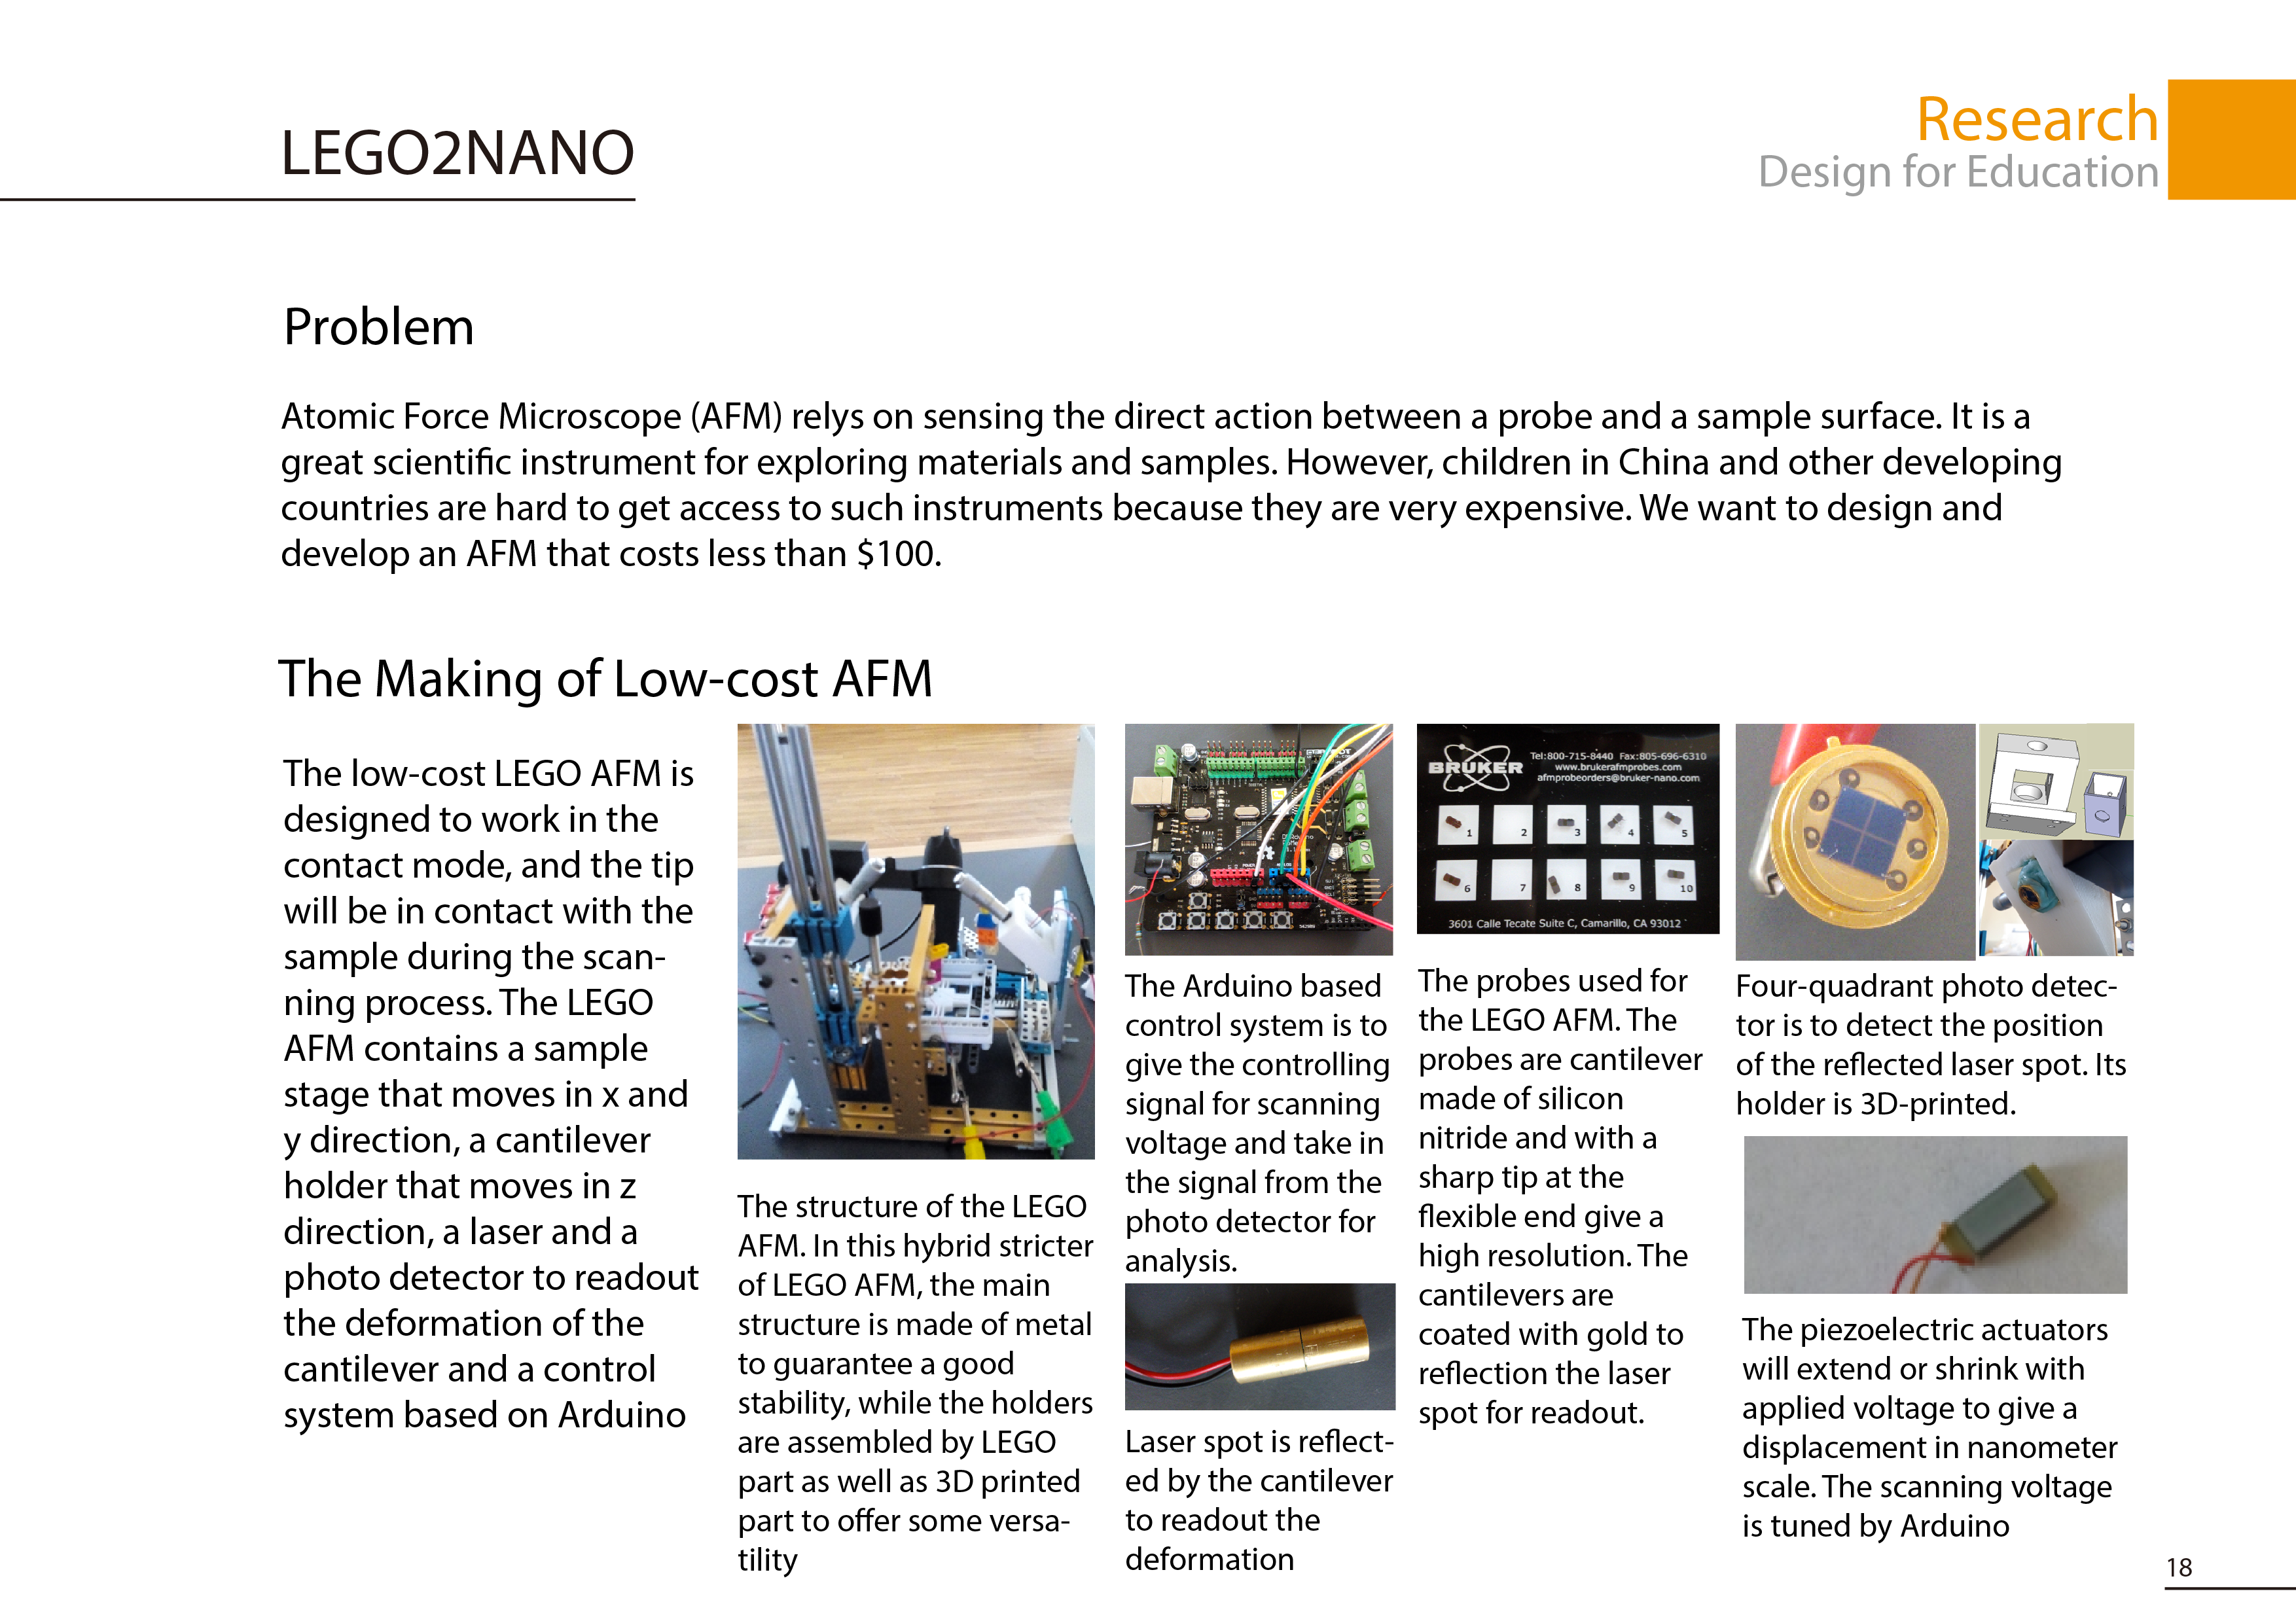 LEGO2NANO
Research
Design for Education
Problem
Atomic Force Microscope (AFM) relys on sensing the direct action between a probe and a sample surface. It is a
great scientific instrument for exploring materials and samples. However, children in China and other developing
countries are hard to get access to such instruments because they are very expensive. We want to design and
develop an AFM that costs less than $100.
The Making of Low-cost AFM
The low-cost LEGO AFM is
designed to work in the
contact mode, and the tip
will be in contact with the
sample during the scan-
ning process. The LEGO
AFM contains a sample
stage that moves in x and
y direction, a cantilever
holder that moves in z
direction, a laser and a
photo detector to readout
the deformation of the
cantilever and a control
system based on Arduino
The structure of the LEGO
AFM. In this hybrid stricter
of LEGO AFM, the main
structure is made of metal
to guarantee a good
stability, while the holders
are assembled by LEGO
part as well as 3D printed
part to offer some versa-
tility
The Arduino based
control system is to
give the controlling
signal for scanning
voltage and take in
the signal from the
photo detector for
analysis.
Laser spot is reflect-
ed by the cantilever
to readout the
deformation
BRUKER
Tel:800-715-8440 Fax:805-696-6310
www.brukerafmprobes.com
afmprobeorders@bruker-nano.com
1 2 3 4 5
6 7 8 9 10
3601 Calle Tecate Suite C, Camarillo, CA 93012
The probes used for
the LEGO AFM. The
probes are cantilever
made of silicon
nitride and with a
sharp tip at the
flexible end give a
high resolution. The
cantilevers are
coated with gold to
reflection the laser
spot for readout.
Four-quadrant photo detec-
tor is to detect the position
of the reflected laser spot. Its
holder is 3D-printed.
The piezoelectric actuators
will extend or shrink with
applied voltage to give a
displacement in nanometer
scale. The scanning voltage
is tuned by Arduino
18